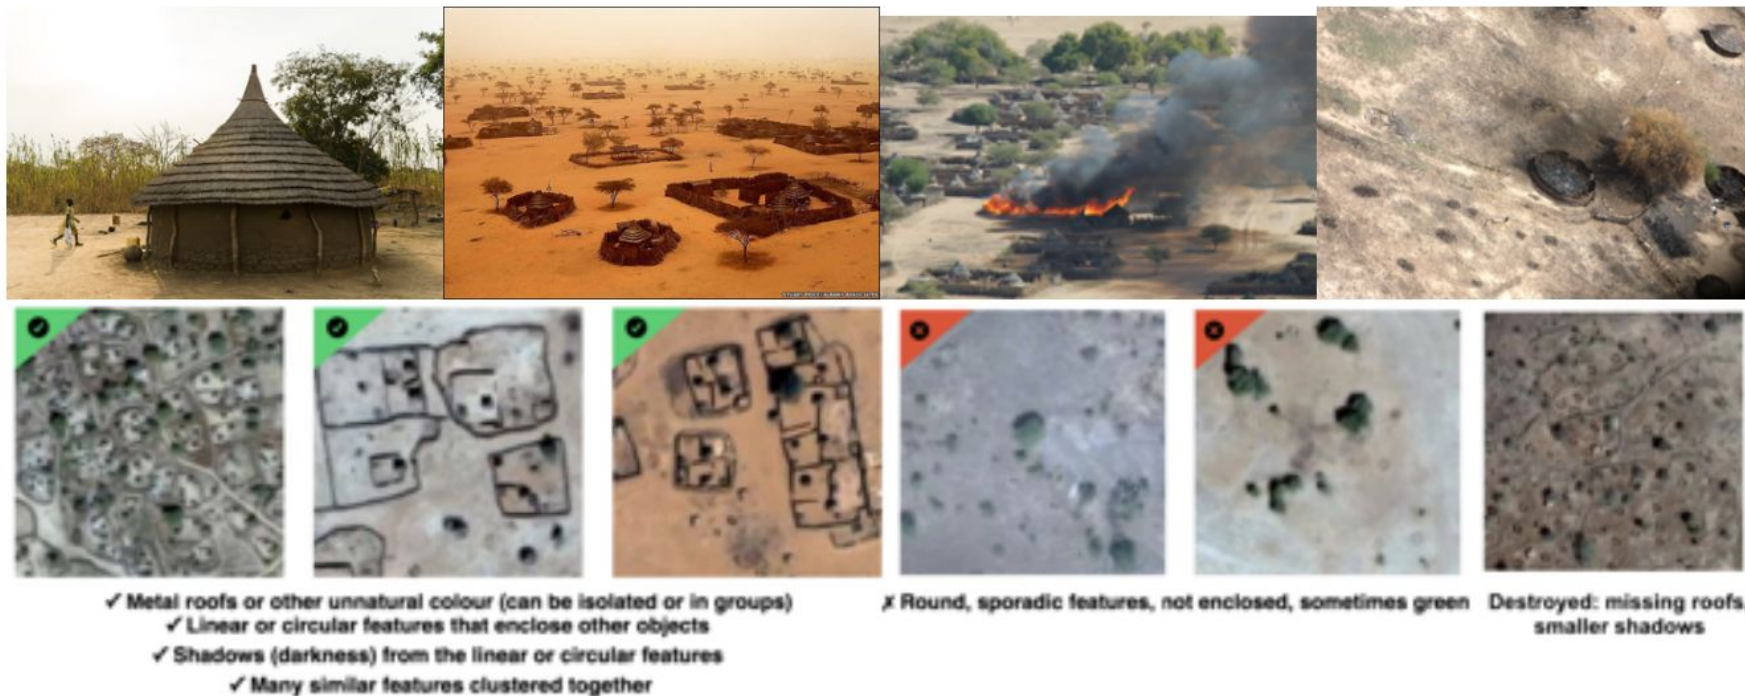 ✓ Metal roofs or other unnatural colour (can be isolated or in groups)
✓ Linear or circular features that enclose other objects
✓ Shadows (darkness) from the linear or circular features
✓ Many similar features clustered together
✗ Round, sporadic features, not enclosed, sometimes green
Destroyed: missing roofs,
smaller shadows